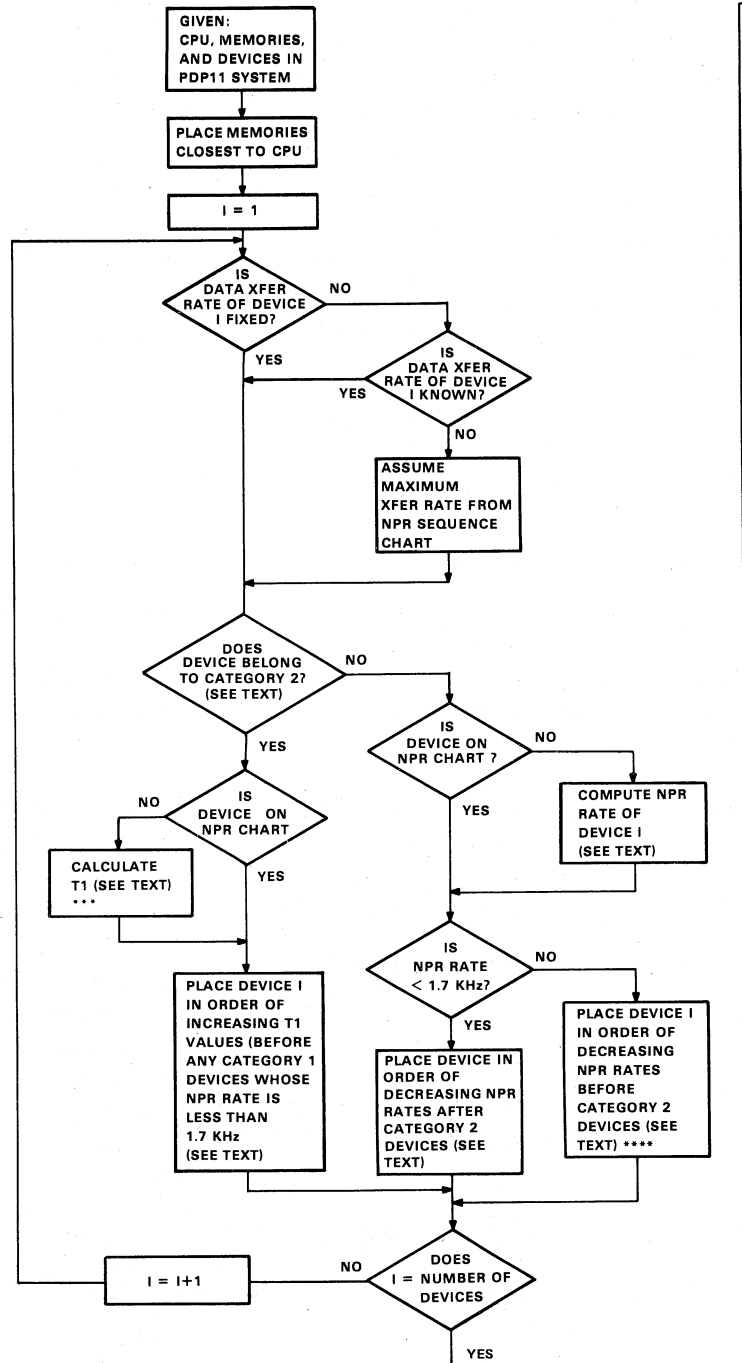 GIVEN:
CPU, MEMORIES,
AND DEVICES IN
PDP11 SYSTEM
PLACE MEMORIES
CLOSEST TO CPU
I = 1
IS
DATA XFER
RATE OF DEVICE
I FIXED?
NO
YES
IS
DATA XFER
RATE OF DEVICE
I KNOWN?
YES
NO
ASSUME
MAXIMUM
XFER RATE FROM
NPR SEQUENCE
CHART
DOES
DEVICE BELONG
TO CATEGORY 2?
(SEE TEXT)
NO
YES
IS
DEVICE ON
NPR CHART ?
NO
YES
COMPUTE NPR
RATE OF
DEVICE I
(SEE TEXT)
IS
DEVICE ON
NPR CHART
NO
YES
CALCULATE
T1 (SEE TEXT)
***
IS
NPR RATE
< 1.7 KHz?
NO
YES
PLACE DEVICE I
IN ORDER OF
INCREASING T1
VALUES (BEFORE
ANY CATEGORY 1
DEVICES WHOSE
NPR RATE IS
LESS THAN
1.7 KHz
(SEE TEXT)
PLACE DEVICE IN
ORDER OF
DECREASING NPR
RATES AFTER
CATEGORY 2
DEVICES (SEE
TEXT)
PLACE DEVICE I
IN ORDER OF
DECREASING
NPR RATES
BEFORE
CATEGORY 2
DEVICES (SEE
TEXT) ****
DOES
I = NUMBER OF
DEVICES
NO
YES
I = I+1